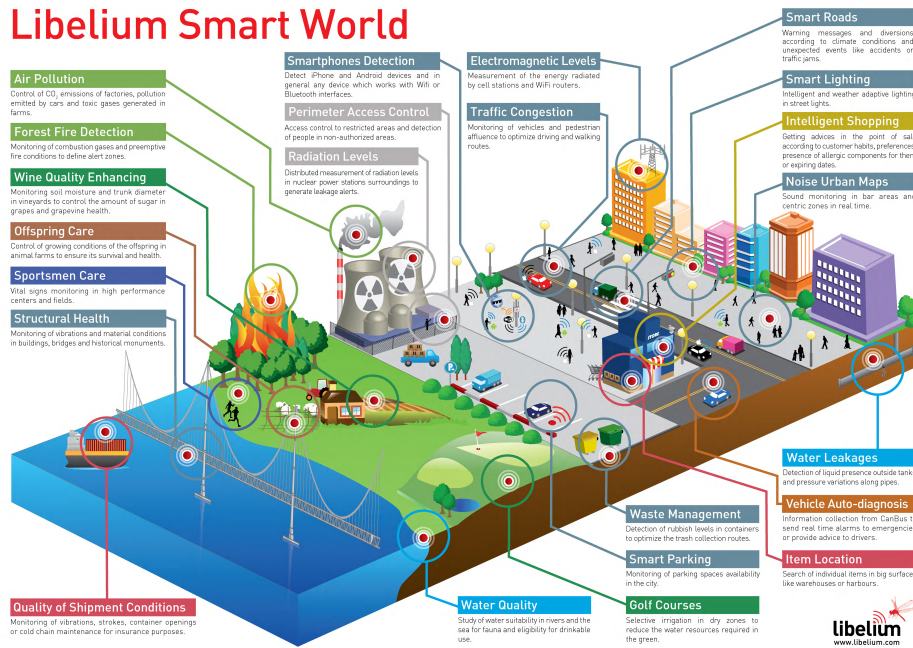 Libelium Smart World
Air Pollution
Control of CO₂ emissions of factories, pollution
emitted by cars and toxic gases generated in
farms.
Forest Fire Detection
Monitoring of combustion gases and preemptive
fire conditions to define alert zones.
Wine Quality Enhancing
Monitoring soil moisture and trunk diameter
in vineyards to control the amount of sugar in
grapes and grapevine health.
Offspring Care
Control of growing conditions of the offspring in
animal farms to ensure its survival and health.
Sportsmen Care
Vital signs monitoring in high performance
centers and fields.
Structural Health
Monitoring of vibrations and material conditions
in buildings, bridges and historical monuments.
Quality of Shipment Conditions
Monitoring of vibrations, strokes, container openings
or cold chain maintenance for insurance purposes.
Smartphones Detection
Detect iPhone and Android devices and in
general any device which works with Wifi or
Bluetooth interfaces.
Perimeter Access Control
Access control to restricted areas and detection
of people in non-authorized areas.
Radiation Levels
Distributed measurement of radiation levels
in nuclear power stations surroundings to
generate leakage alerts.
Electromagnetic Levels
Measurement of the energy radiated
by cell stations and WiFi routers.
Traffic Congestion
Monitoring of vehicles and pedestrian
affluence to optimize driving and walking
routes.
Smart Roads
Warning messages and diversions
according to climate conditions and
unexpected events like accidents or
traffic jams.
Smart Lighting
Intelligent and weather adaptive lighting
in street lights.
Intelligent Shopping
Getting advices in the point of sal
according to customer habits, preferences,
presence of allergic components for them
or expiring dates.
Noise Urban Maps
Sound monitoring in bar areas and
centric zones in real time.
P
Water Leakages
Detection of liquid presence outside tank
and pressure variations along pipes.
Vehicle Auto-diagnosis
Information collection from CanBus t
send real time alarms to emergencie
or provide advice to drivers.
Item Location
Search of individual items in big surface
like warehouses or harbours.
Waste Management
Detection of rubbish levels in containers
to optimize the trash collection routes.
Smart Parking
Monitoring of parking spaces availability
in the city.
Golf Courses
Selective irrigation in dry zones to
reduce the water resources required in
the green.
Water Quality
Study of water suitability in rivers and the
sea for fauna and eligibility for drinkable
use.
libelium
www.libelium.com